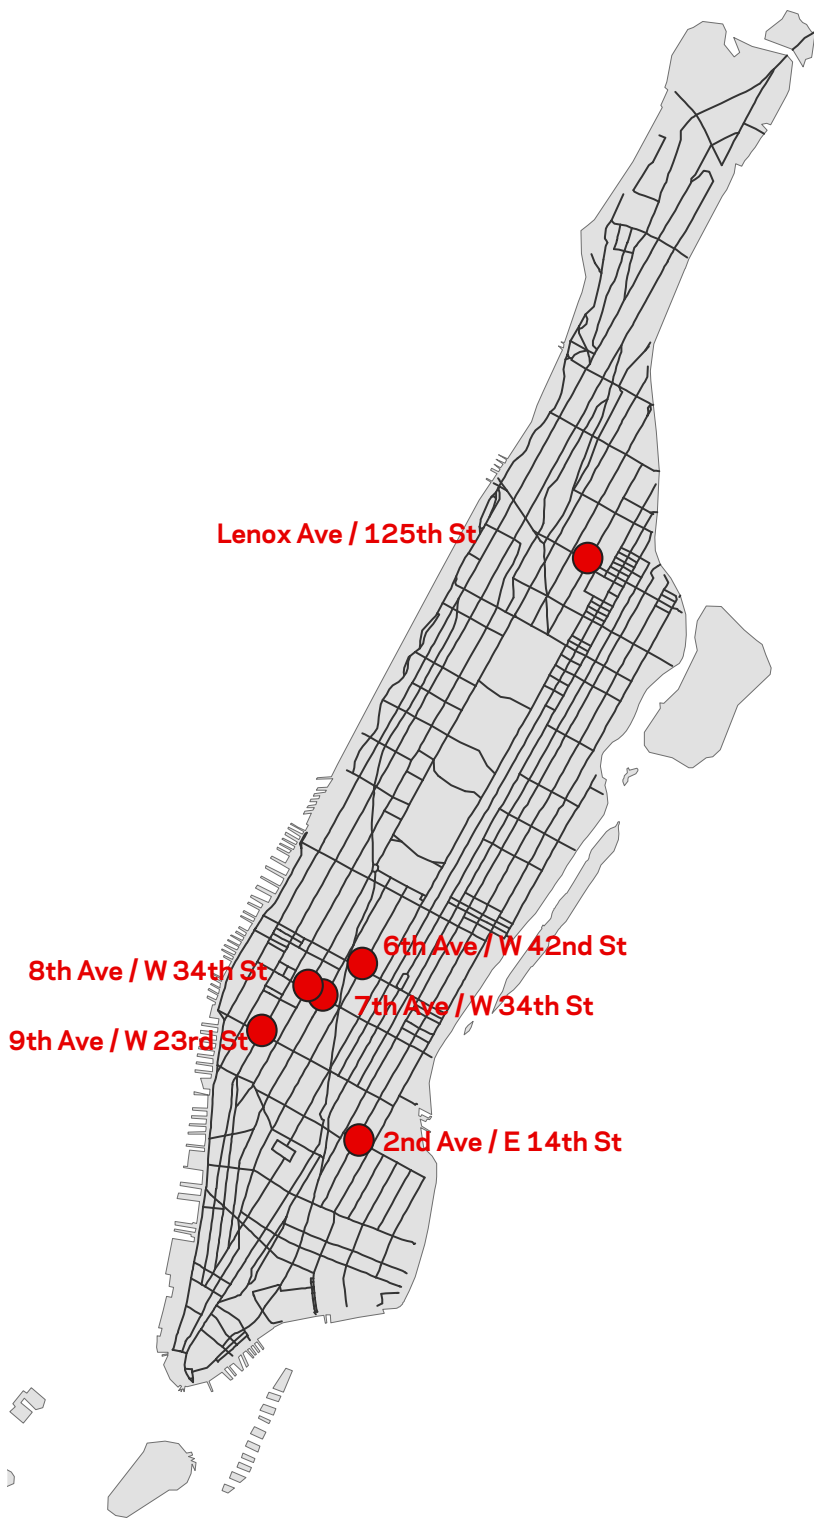 Lenox Ave / 125th St
6th Ave / W 42nd St
8th Ave / W 34th St
7th Ave / W 34th St
9th Ave / W 23rd St
2nd Ave / E 14th St